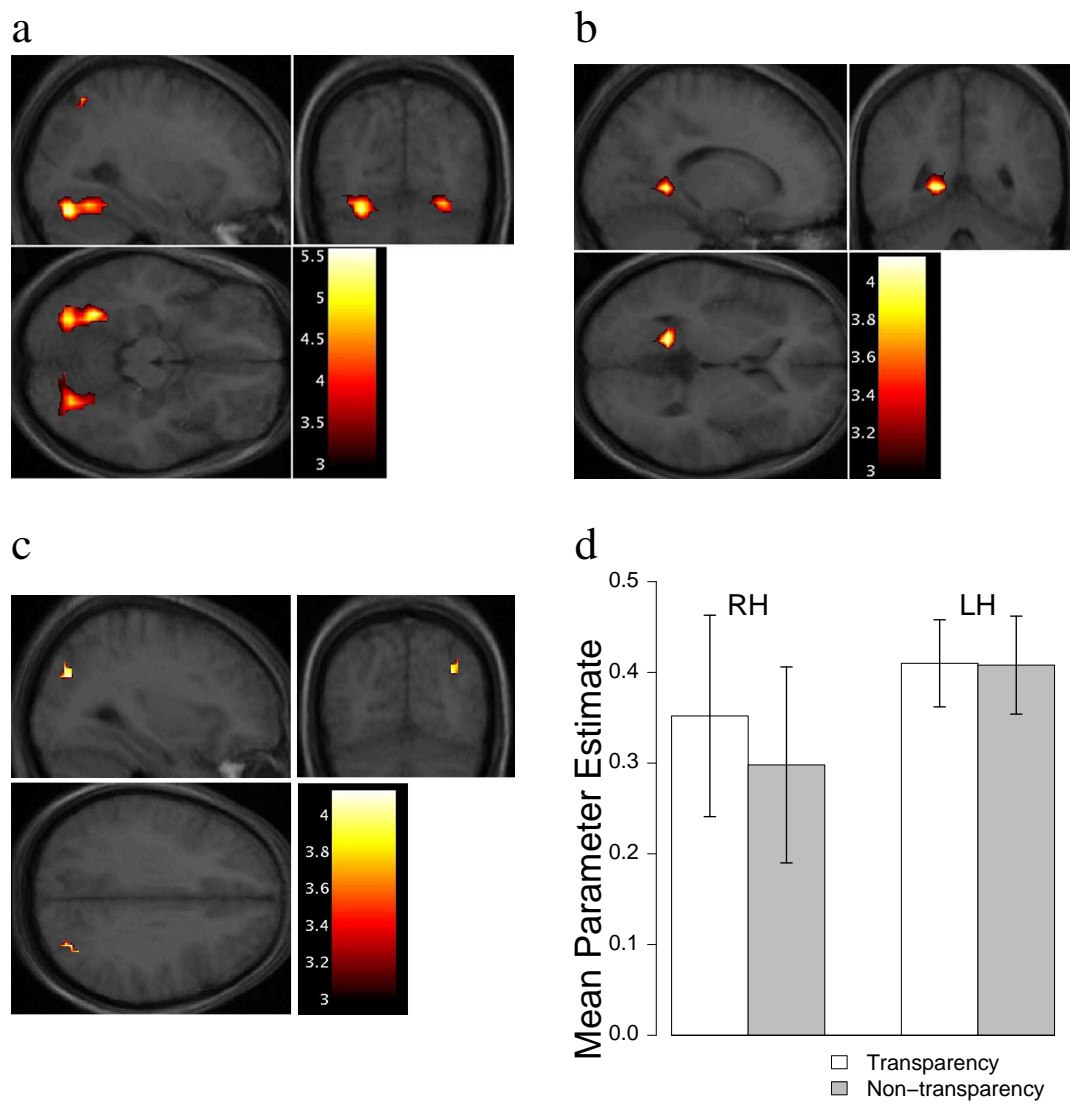 a
b
5.5
5
4.5
4
3.5
3
4
3.8
3.6
3.4
3.2
3
c
d
4
3.8
3.6
3.4
3.2
3
Mean Parameter Estimate
0.5
0.4
0.3
0.2
0.1
0.0
RH
LH
Transparency
Non−transparency